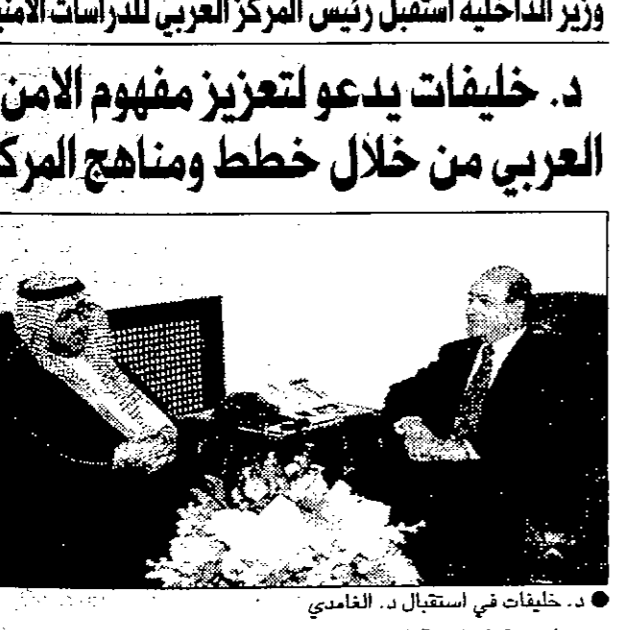 وزير الداخلية استقبل رئيس المركز العربي للدراسات الامنية
د. خليفات يدعو لتعزيز مفهوم الامن
العربي من خلال خطط ومناهج المركز
● د. خليفات في استقبال د. الغامدي